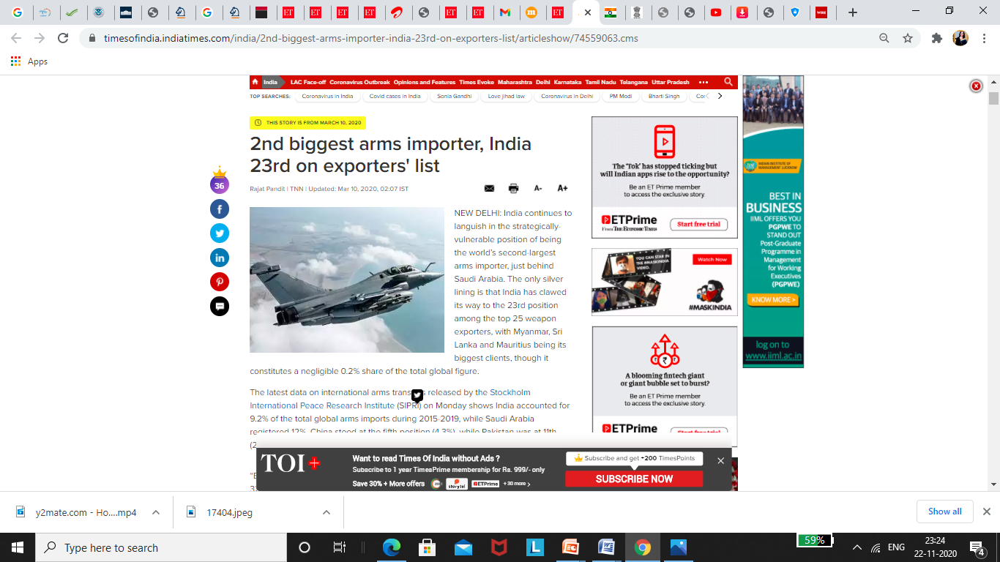 timesofindia.indiatimes.com/india/2nd-biggest-arms-importer-india-23rd-on-exporters-list/articleshow/74559063.cms
Apps
India LAC Face-off Coronavirus Outbreak Opinions and Features Times Evoke Maharashtra Delhi Karnataka Tamil Nadu Telangana Uttar Pradesh
TOP SEARCHES: Coronavirus in India Covid cases in India Sonia Gandhi Love jihad law Coronavirus in Delhi PM Modi Bharti Singh
THIS STORY IS FROM MARCH 10, 2020
2nd biggest arms importer, India
23rd on exporters' list
36
Rajat Pandit | TNN | Updated: Mar 10, 2020, 02:07 IST
A- A+
NEW DELHI: India continues to
languish in the strategically-
vulnerable position of being
the world's second-largest
arms importer, just behind
Saudi Arabia. The only silver
lining is that India has clawed
its way to the 23rd position
among the top 25 weapon
exporters, with Myanmar, Sri
Lanka and Mauritius being its
biggest clients, though it
constitutes a negligible 0.2% share of the total global figure.
The latest data on international arms released by the Stockholm
International Peace Research Institute (SIPRI) on Monday shows India accounted for
9.2% of the total global arms imports during 2015-2019, while Saudi Arabia
registered 12%. China stood at the fifth position (4.3%), while Pakistan was at 11th
The 'Tok' has stopped ticking but
will Indian apps rise to the opportunity?
Be an ET Prime member
to access the exclusive story.
ETPrime
From The Economic Times
Start free trial
YOU CAN STAR IN
THE #MASKINDIA
VIDEO.
Watch Now
#MASKINDIA
A blooming fintech giant
or giant bubble set to burst?
Be an ET Prime member
to access the exclusive story.
ETPrime
Start free trial
INDIAN INSTITUTE OF
MANAGEMENT LUCKNOW
BEST IN
BUSINESS
IIML OFFERS YOU
PGPWE TO
STAND OUT
Post-Graduate
Programme in
Management
for Working
Executives
(PGPWE)
KNOW MORE >
log on to
www.iiml.ac.in
TOI+
Want to read Times Of India without Ads ?
Subscribe to 1 year TimesPrime membership for Rs. 999/- only
Save 30% + More offers storytel ETPrime + 30 more >
Subscribe and get +200 TimesPoints
SUBSCRIBE NOW
y2mate.com - Ho....mp4
17404.jpeg
Show all
Type here to search
59%
ENG
23:24
22-11-2020
4